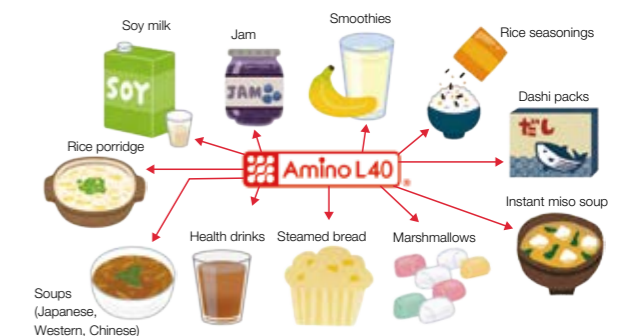 Soy milk
Jam
Smoothies
Rice seasonings
SOY
JAM
Dashi packs
だし
Rice porridge
Amino L40®
Instant miso soup
Health drinks
Steamed bread
Marshmallows
Soups
(Japanese,
Western, Chinese)